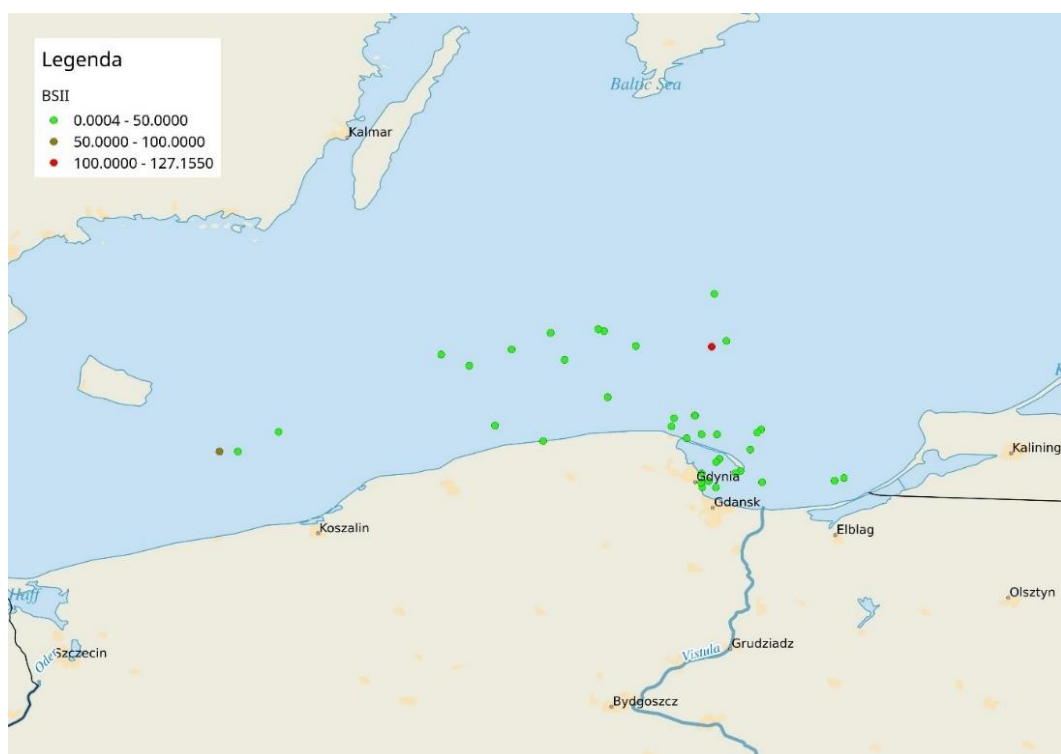 Legenda
BSII
0.0004 - 50.0000
50.0000 - 100.0000
100.0000 - 127.1550
Baltic Sea
Kalmar
K
Kalining
Gdynia
Gdansk
Koszalin
Elblag
Haff
Olsztyn
Szczecin
Oder
Grudziadz
Vistula
Bydgoszcz